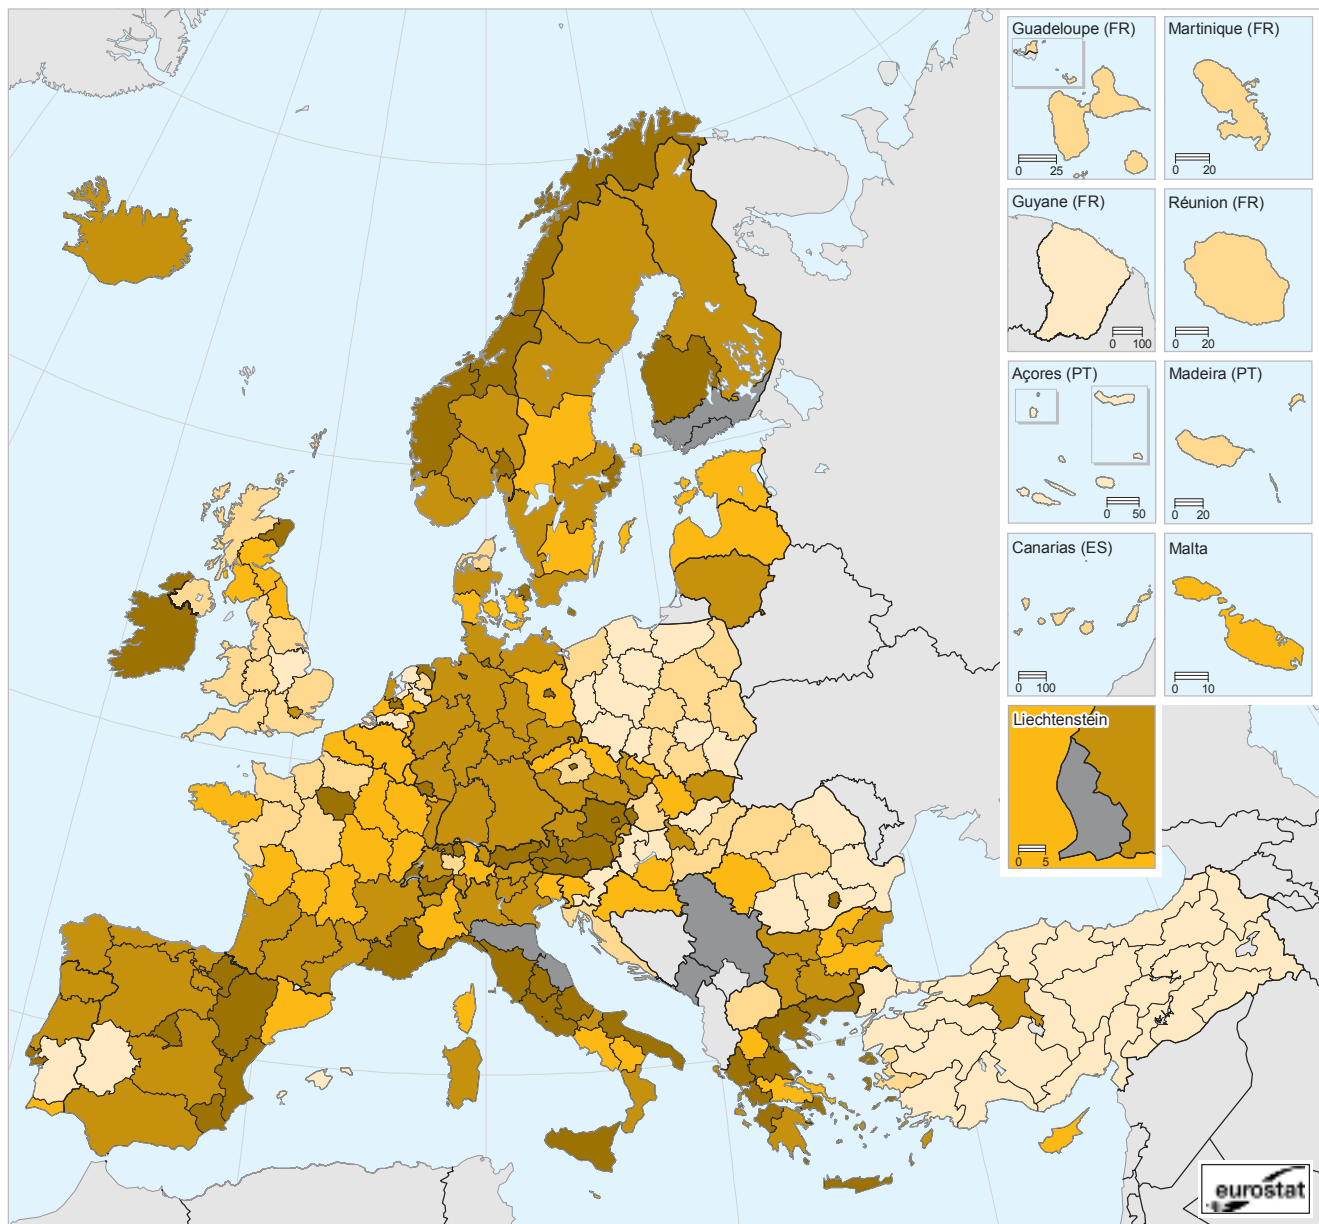 Guadeloupe (FR)
0 25
Martinique (FR)
0 20
Guyane (FR)
0 100
Réunion (FR)
0 20
Açores (PT)
0 50
Madeira (PT)
0 20
Canarias (ES)
0 100
Malta
0 10
Liechtenstein
0 5
eurostat